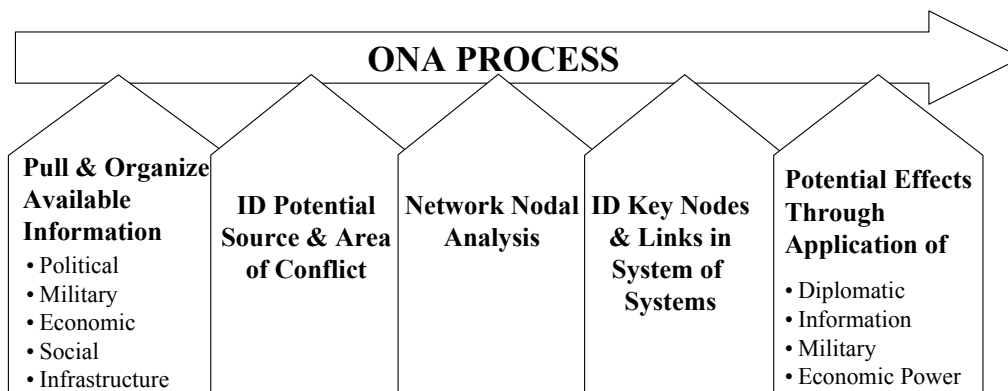 ONA PROCESS
Pull & Organize
Available
Information
• Political
• Military
• Economic
• Social
• Infrastructure
ID Potential
Source & Area
of Conflict
Network Nodal
Analysis
ID Key Nodes
& Links in
System of
Systems
Potential Effects
Through
Application of
• Diplomatic
• Information
• Military
• Economic Power